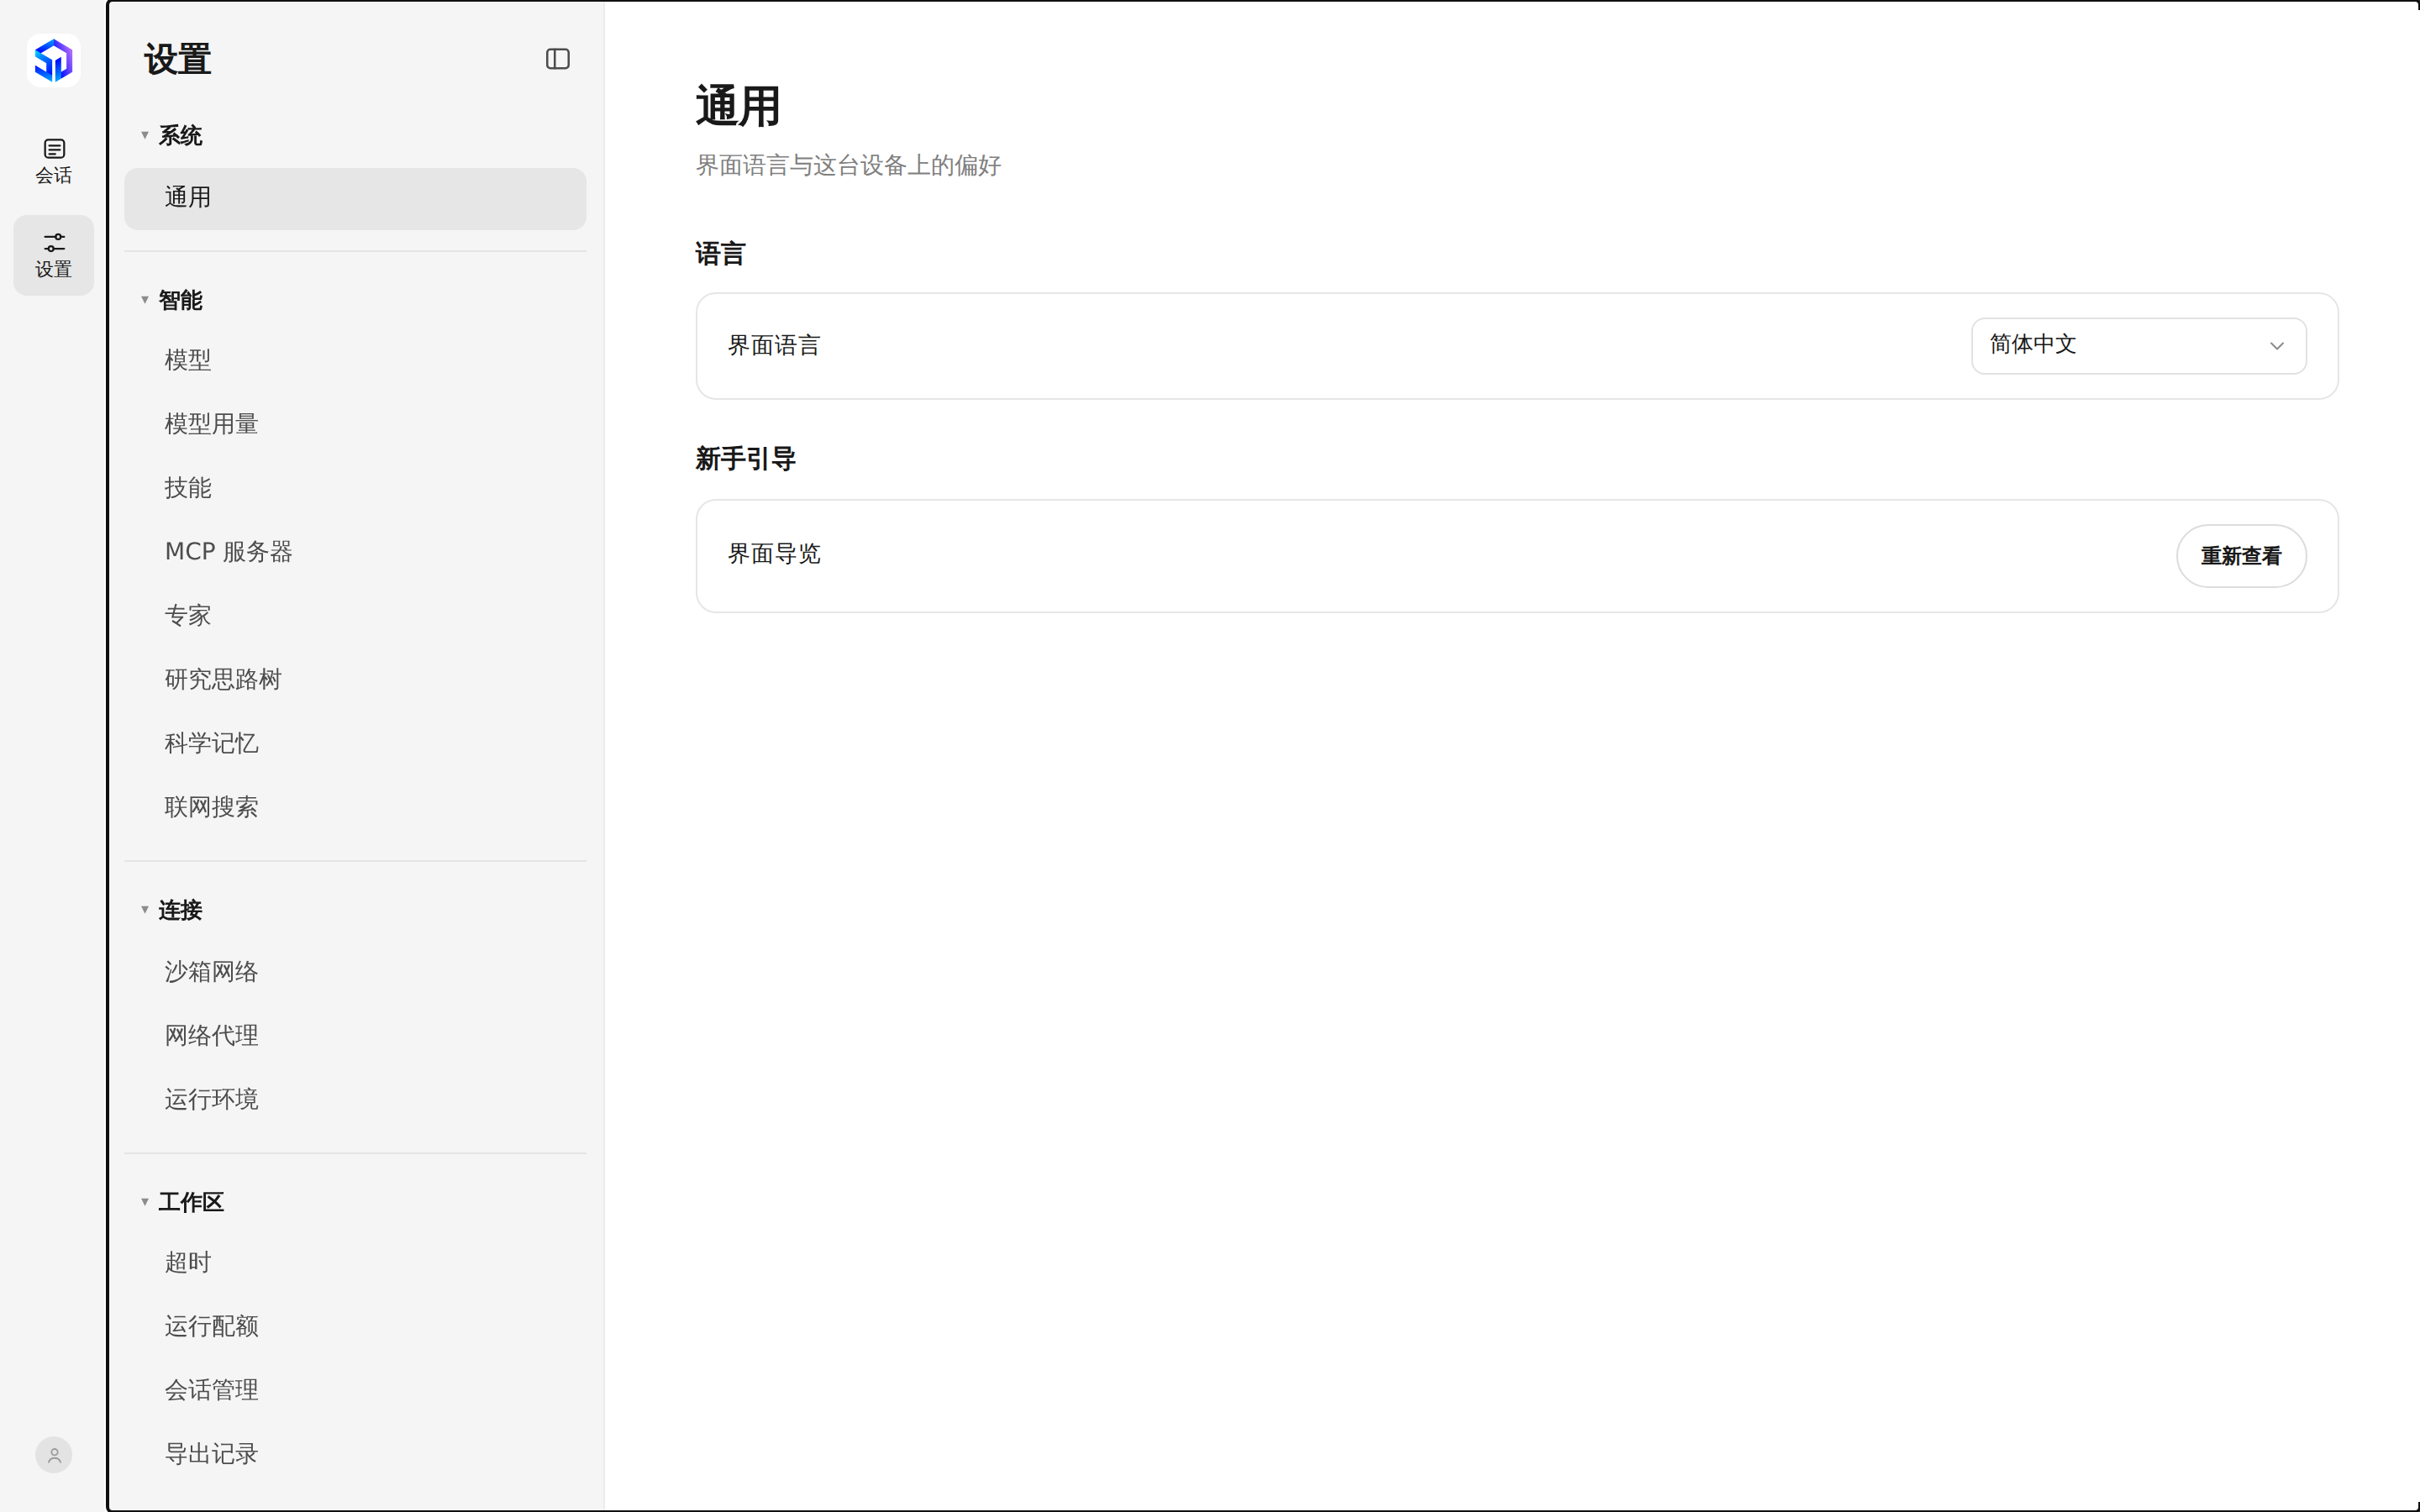 会话
设置
设置
系统
通用
智能
模型
模型用量
技能
MCP 服务器
专家
研究思路树
科学记忆
联网搜索
连接
沙箱网络
网络代理
运行环境
工作区
超时
运行配额
会话管理
导出记录
通用
界面语言与这台设备上的偏好
语言
界面语言
简体中文
新手引导
界面导览
重新查看